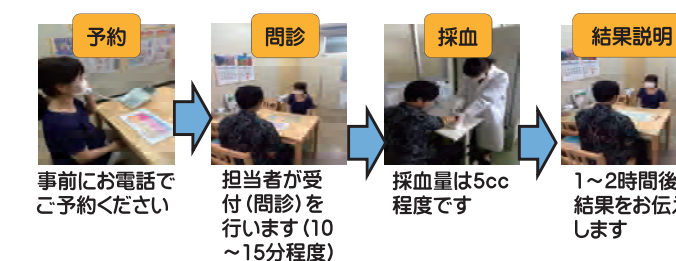 予約
事前にお電話で
ご予約ください
問診
担当者が受
付(問診)を
行います(10
～15分程度)
採血
採血量は5cc
程度です
結果説明
1～2時間後
結果をお伝え
します